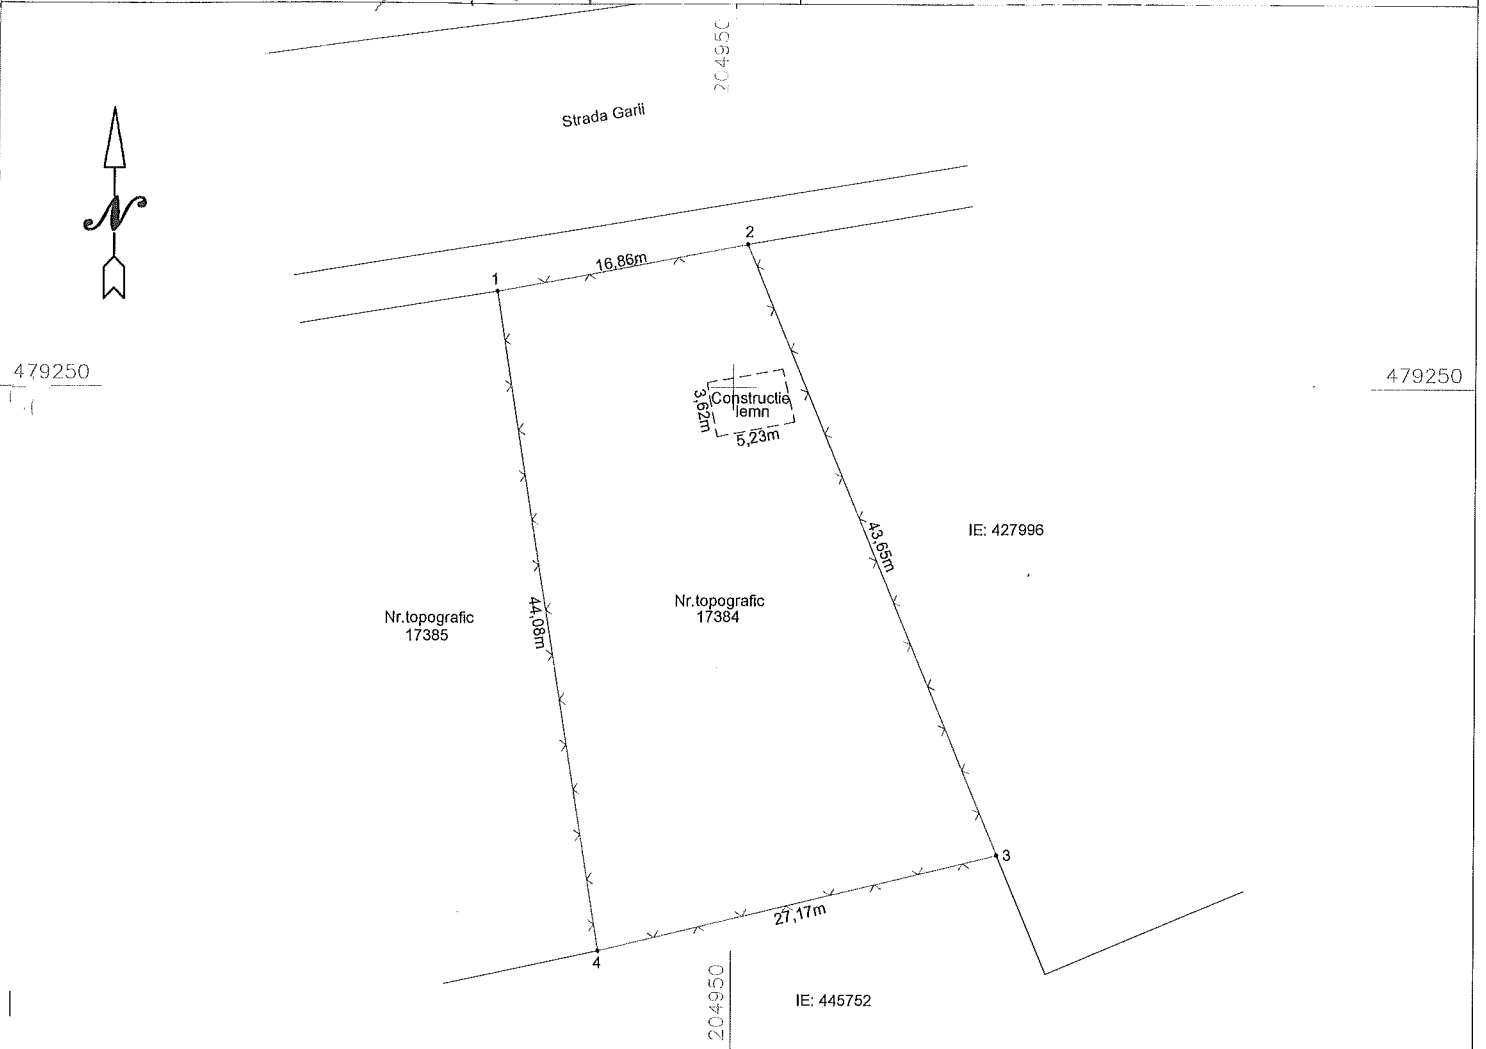 204950
Strada Garii
N
2
16,86m
1
479250
479250
3,62m
Constructie
lemn
5,23m
43,65m
IE: 427996
Nr.topografic
17384
Nr.topografic
17385
44,08m
3
27,17m
4
204950
IE: 445752